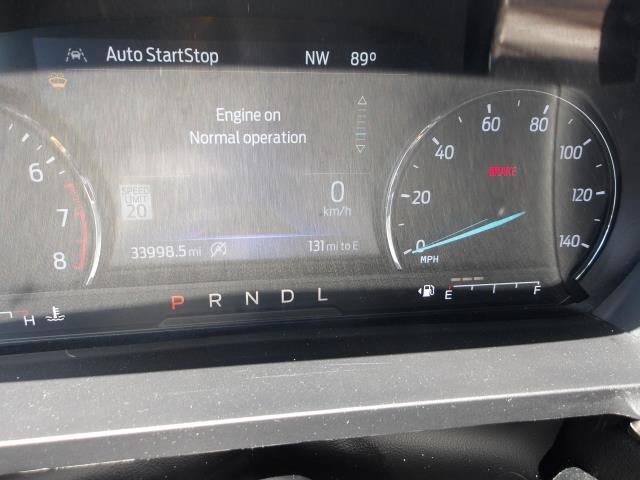 Auto StartStop NW 89°
Engine on
Normal operation
6
7
8
SPEED
LIMIT
20
0
km/h
33998.5 mi
131 mi to E
0 20 40 60 80 100 120 140
MPH
BRAKE
P R N D L
H
E F